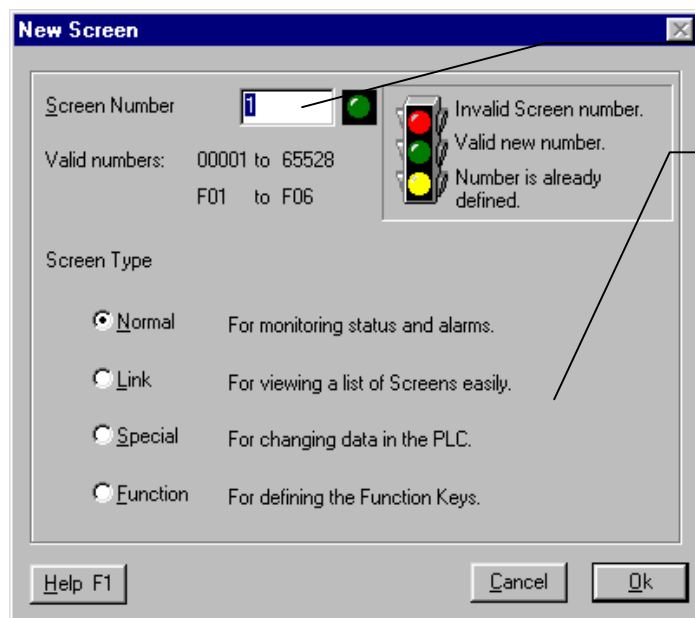 New Screen
Screen Number 1
Valid numbers: 00001 to 65528
F01 to F06
Invalid Screen number.
Valid new number.
Number is already
defined.
Screen Type
Normal For monitoring status and alarms.
Link For viewing a list of Screens easily.
Special For changing data in the PLC.
Function For defining the Function Keys.
Help F1 Cancel Ok